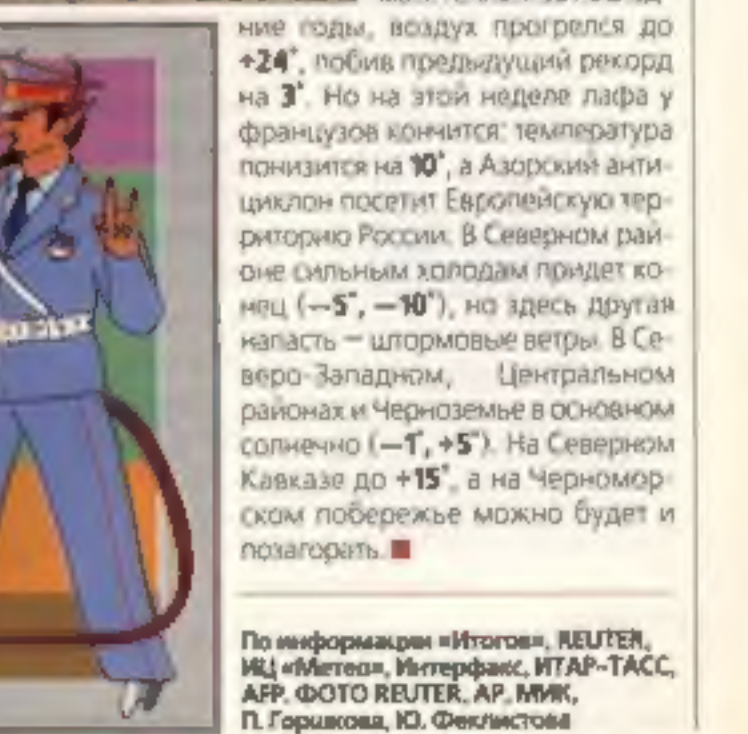 ние годы, воздух прогрелся до
+24°, побив предыдущий рекорд
на 3°. Но на этой неделе лафа у
французов кончится: температура
понизится на 10°, а Азорский анти-
циклон посетит Европейскую тер-
риторию России. В Северном рай-
оне сильным холодам придет ко-
нец (—5°, —10°), но здесь другая
напасть — штормовые ветры. В Се-
веро-Западном, Центральном
районах и Черноземье в основном
солнечно (—1°, +5°). На Северном
Кавказе до +15°, а на Черномор-
ском побережье можно будет и
позагорать. ■
По информации «Итогов», REUTER,
ИЦ «Метео», Интерфакс, ИТАР–ТАСС,
AFP. ФОТО REUTER, AP, МИК,
П. Горшкова, Ю. Феклистова